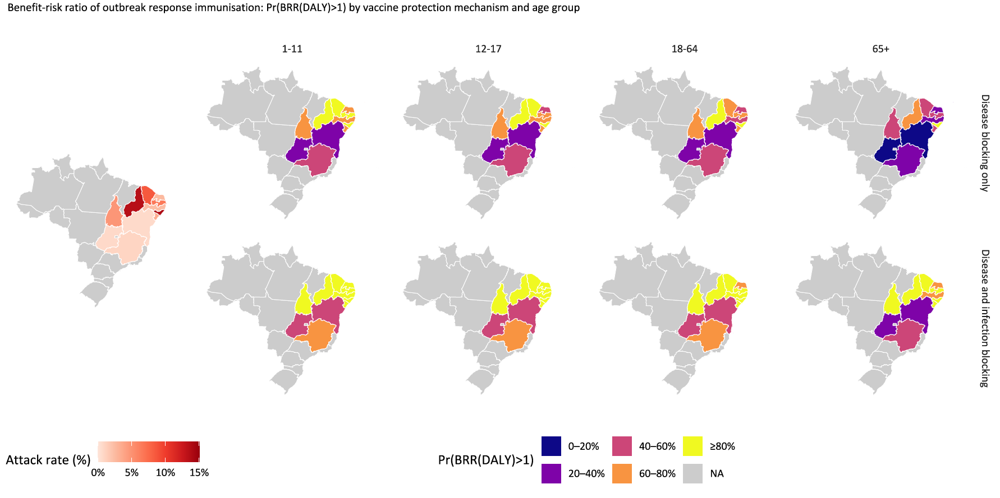 Benefit-risk ratio of outbreak response immunisation: Pr(BRR(DALY)>1) by vaccine protection mechanism and age group
1-11
12-17
18-64
65+
Disease blocking only
Disease and infection blocking
Attack rate (%)
0%
5%
10%
15%
Pr(BRR(DALY)>1)
0–20%
40–60%
≥80%
20–40%
60–80%
NA